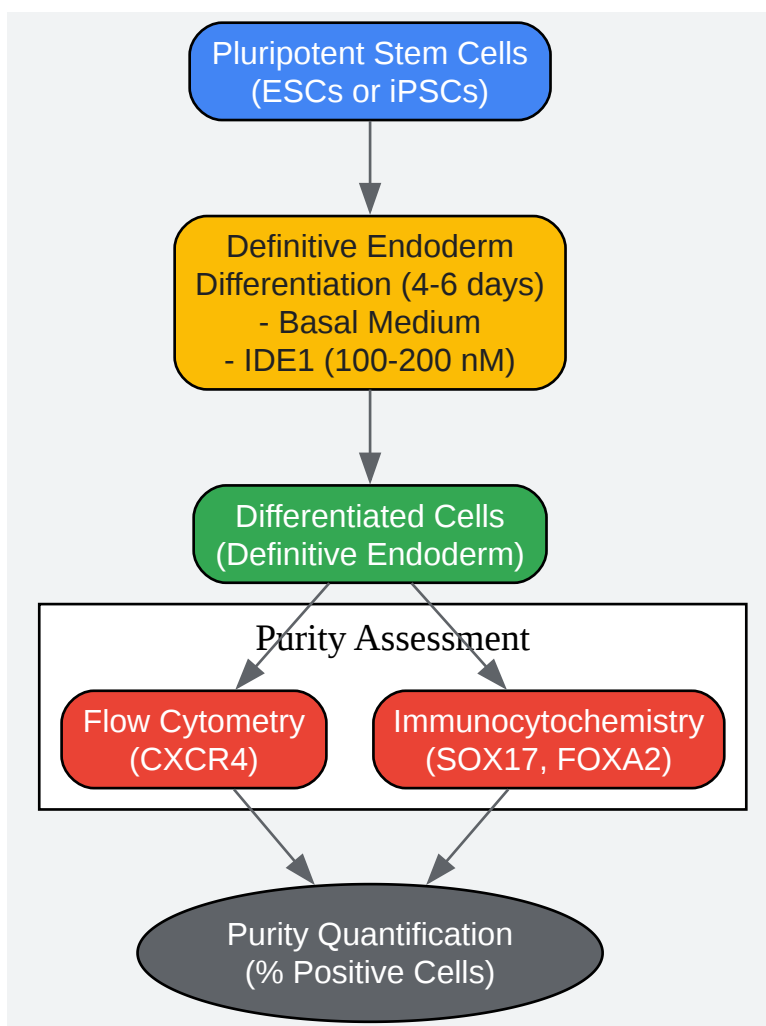 Pluripotent Stem Cells
(ESCs or iPSCs)
Definitive Endoderm
Differentiation (4-6 days)
- Basal Medium
- IDE1 (100-200 nM)
Differentiated Cells
(Definitive Endoderm)
Purity Assessment
Flow Cytometry
(CXCR4)
Immunocytochemistry
(SOX17, FOXA2)
Purity Quantification
(% Positive Cells)